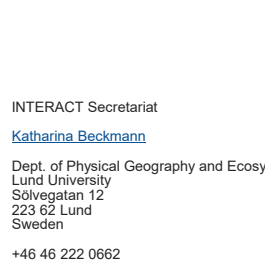 INTERACT Secretariat
Katharina Beckmann
Dept. of Physical Geography and Ecosy
Lund University
Sölvegatan 12
223 62 Lund
Sweden
+46 46 222 0662